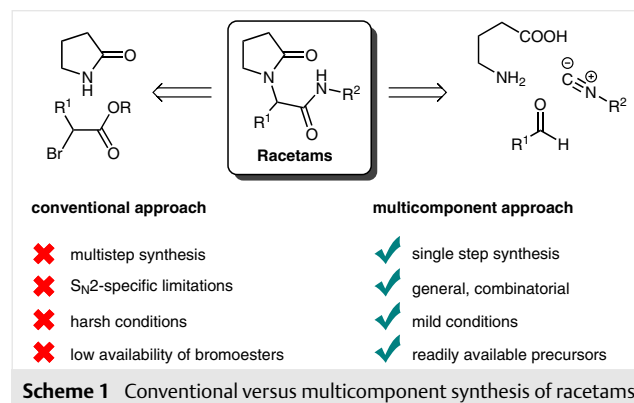 O
N
H
R¹
OR
Br
O
O
N
H
N
R²
R¹
O
Racetams
COOH
NH₂
⊖
C
⊕
N
R²
O
R¹
H
conventional approach
multicomponent approach
multistep synthesis
single step synthesis
SN2-specific limitations
general, combinatorial
harsh conditions
mild conditions
low availability of bromoesters
readily available precursors
Scheme 1 Conventional versus multicomponent synthesis of racetams